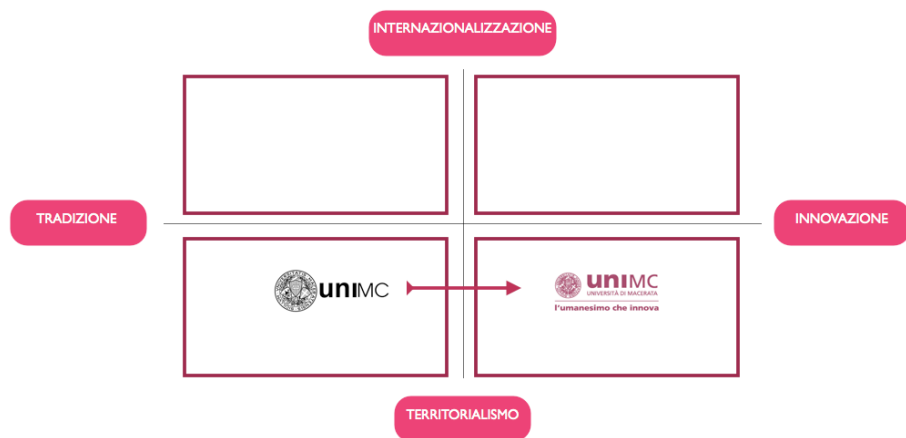 INTERNAZIONALIZZAZIONE
TRADIZIONE
INNOVAZIONE
unIMC
unIMC
UNIVERSITÀ DI MACERATA
l'umanesimo che innova
TERRITORIALISMO